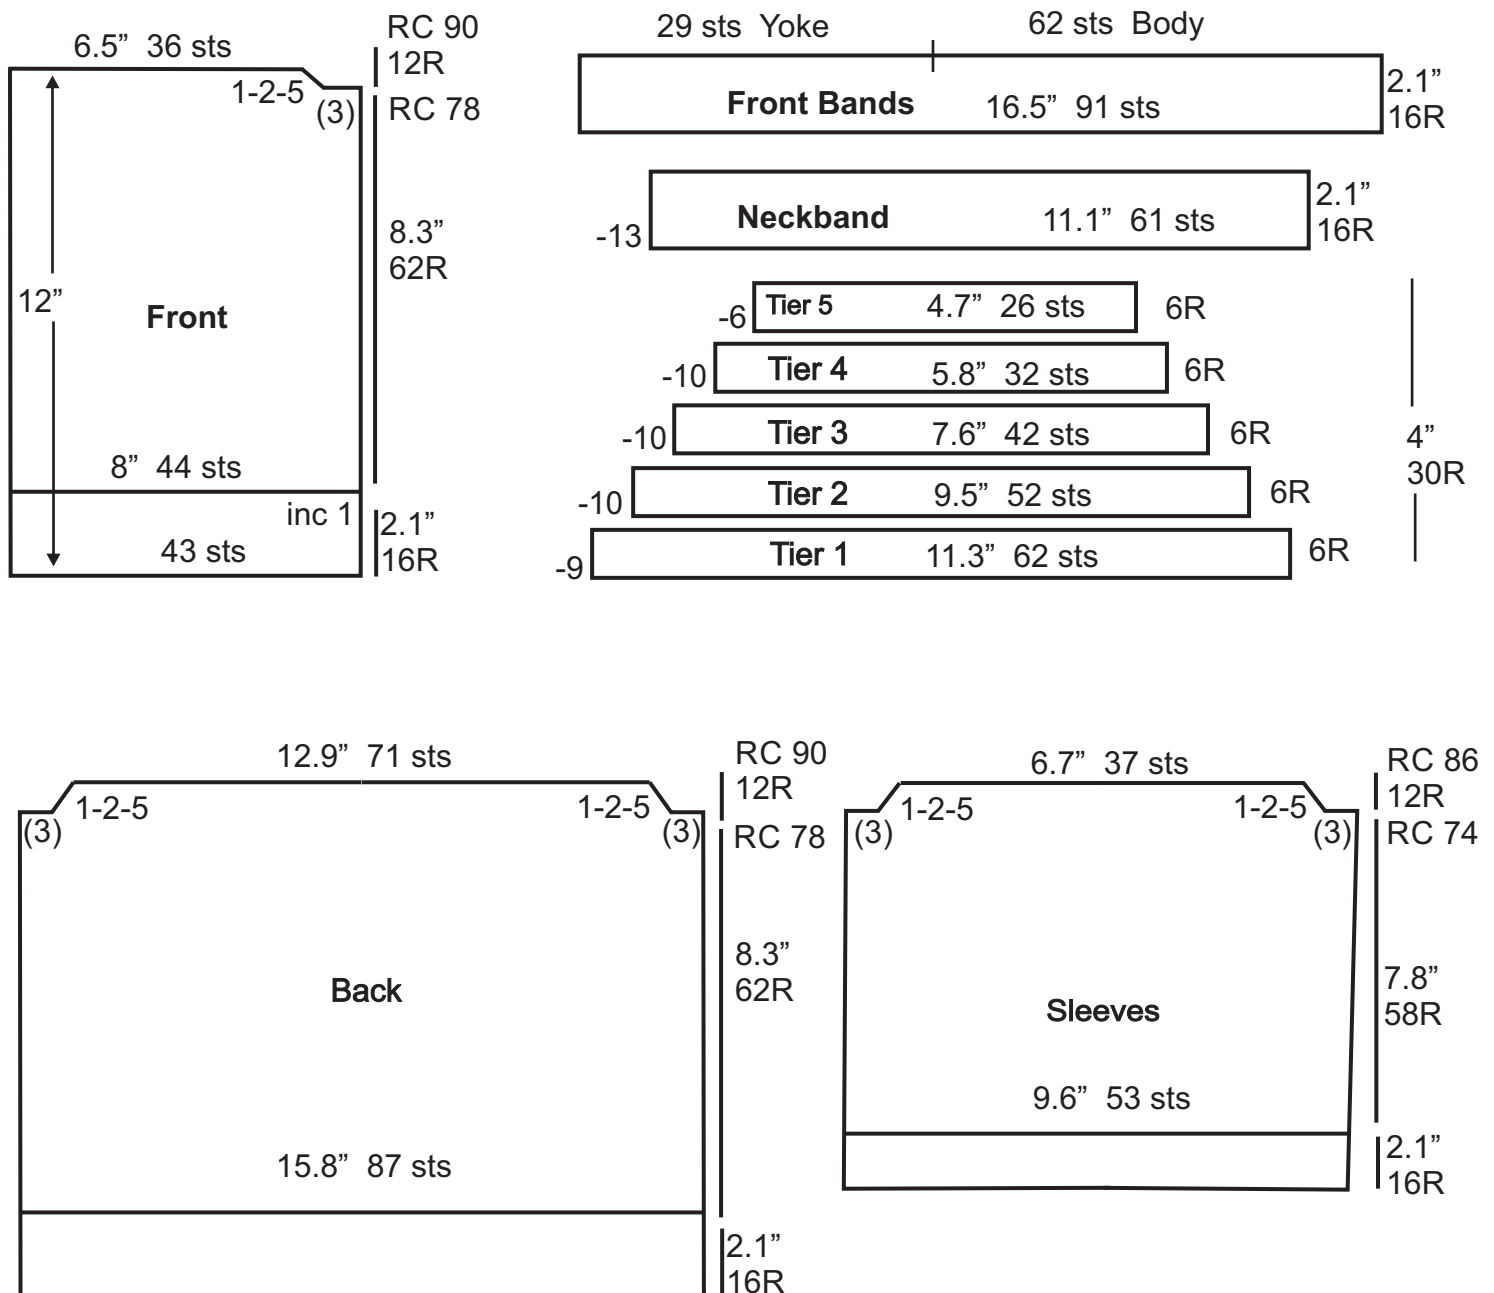 6.5” 36 sts
RC 90
12R
1-2-5
(3)
RC 78
12”
8.3”
62R
Front
8” 44 sts
inc 1
43 sts
2.1”
16R
29 sts Yoke
62 sts Body
Front Bands 16.5” 91 sts
2.1”
16R
-13
Neckband 11.1” 61 sts
2.1”
16R
-6 Tier 5 4.7” 26 sts 6R
-10 Tier 4 5.8” 32 sts 6R
-10 Tier 3 7.6” 42 sts 6R
-10 Tier 2 9.5” 52 sts 6R
-9 Tier 1 11.3” 62 sts 6R
4”
30R
12.9” 71 sts
RC 90
12R
1-2-5 1-2-5
(3) (3)
RC 78
8.3”
62R
Back
15.8” 87 sts
2.1”
16R
6.7” 37 sts
RC 86
12R
1-2-5 1-2-5
(3) (3)
RC 74
7.8”
58R
Sleeves
9.6” 53 sts
2.1”
16R